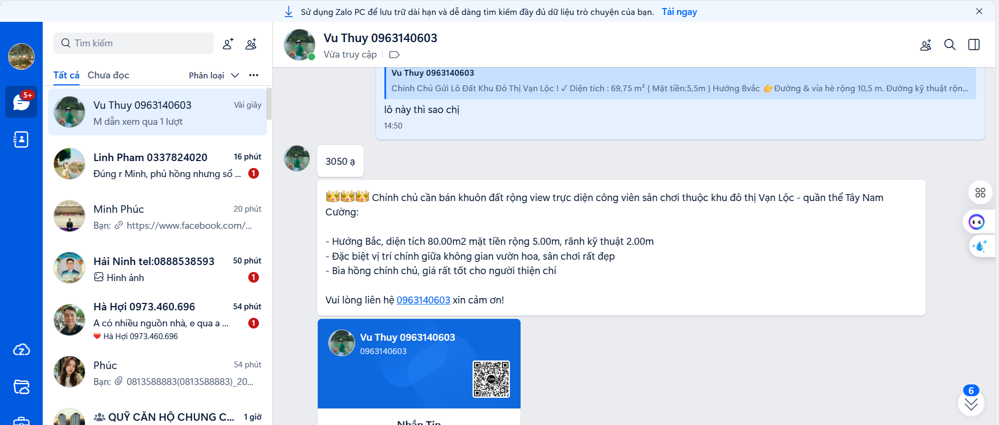 Sử dụng Zalo PC để lưu trữ dài hạn và dễ dàng tìm kiếm đầy đủ dữ liệu trò chuyện của bạn. Tải ngay
Tìm kiếm
Tất cả Chưa đọc Phân loại
5+
Vu Thuy 0963140603 Vài giây
M dẫn xem qua 1 lượt
Linh Pham 0337824020 16 phút
Đúng r Minh, phủ hồng nhưng sổ ... 1
Minh Phúc 20 phút
Bạn: https://www.facebook.com/...
Hải Ninh tel:0888538593 50 phút
Hình ảnh 1
Hà Hợi 0973.460.696 54 phút
A có nhiều nguồn nhà, e qua a ... 1
❤️ Hà Hợi 0973.460.696
Phúc 54 phút
Bạn: 0813588883(0813588883)_20...
QUỸ CĂN HỘ CHUNG C... 1 giờ
Vu Thuy 0963140603
Vừa truy cập
Vu Thuy 0963140603
Chính Chủ Gửi Lô Đất Khu Đô Thị Vạn Lộc ! ✓ Diện tích : 69,75 m² { Mặt tiền:5,5m } Hướng Bvắc 👉Đường & vỉa hè rộng 10,5 m. Đường kỹ thuật rộn...
lô này thì sao chị
14:50
3050 ạ
👑👑👑 Chính chủ cần bán khuôn đất rộng view trực diện công viên sân chơi thuộc khu đô thị Vạn Lộc - quần thể Tây Nam
Cường:
- Hướng Bắc, diện tích 80.00m2 mặt tiền rộng 5.00m, rãnh kỹ thuật 2.00m
- Đặc biệt vị trí chính giữa không gian vườn hoa, sân chơi rất đẹp
- Bìa hồng chính chủ, giá rất tốt cho người thiện chí
Vui lòng liên hệ 0963140603 xin cảm ơn!
Vu Thuy 0963140603
0963140603
Zalo
Nhắn Tin
6